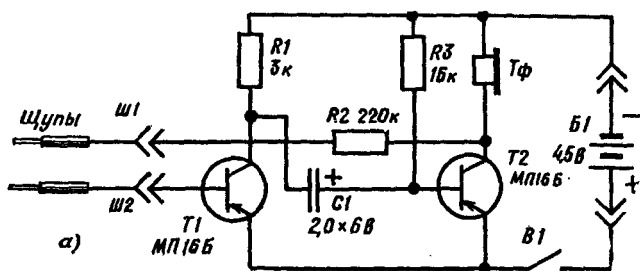 R1
3к
R3
15к
Тф
Щупы
Ш1
R2 220к
Б1
4,5В
−
+
Т2
МП16Б
Ш2
+
С1
2,0×6В
Т1
МП16Б
В1
а)